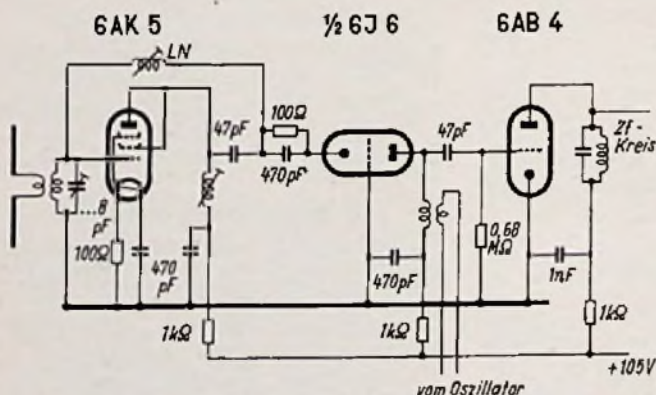 6AK 5
½ 6J 6
6AB 4
LN
47pF
100Ω
470pF
47pF
Zf-
Kreis
8
pF
100Ω
470
pF
470pF
0,68
MΩ
1nF
1kΩ
1kΩ
1kΩ
+105V
vom Oszillator